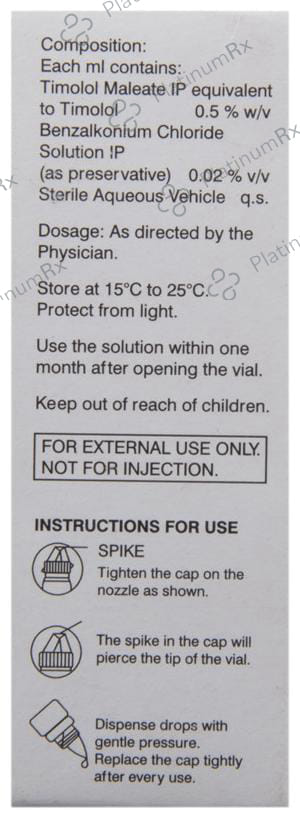 Composition:
Each ml contains:
Timolol Maleate IP equivalent
to Timolol 0.5 % w/v
Benzalkonium Chloride
Solution IP
(as preservative) 0.02 % v/v
Sterile Aqueous Vehicle q.s.
Dosage: As directed by the
Physician.
Store at 15°C to 25°C.
Protect from light.
Use the solution within one
month after opening the vial.
Keep out of reach of children.
FOR EXTERNAL USE ONLY.
NOT FOR INJECTION.
INSTRUCTIONS FOR USE
SPIKE
Tighten the cap on the
nozzle as shown.
The spike in the cap will
pierce the tip of the vial.
Dispense drops with
gentle pressure.
Replace the cap tightly
after every use.
PlatinumRx
PlatinumRx